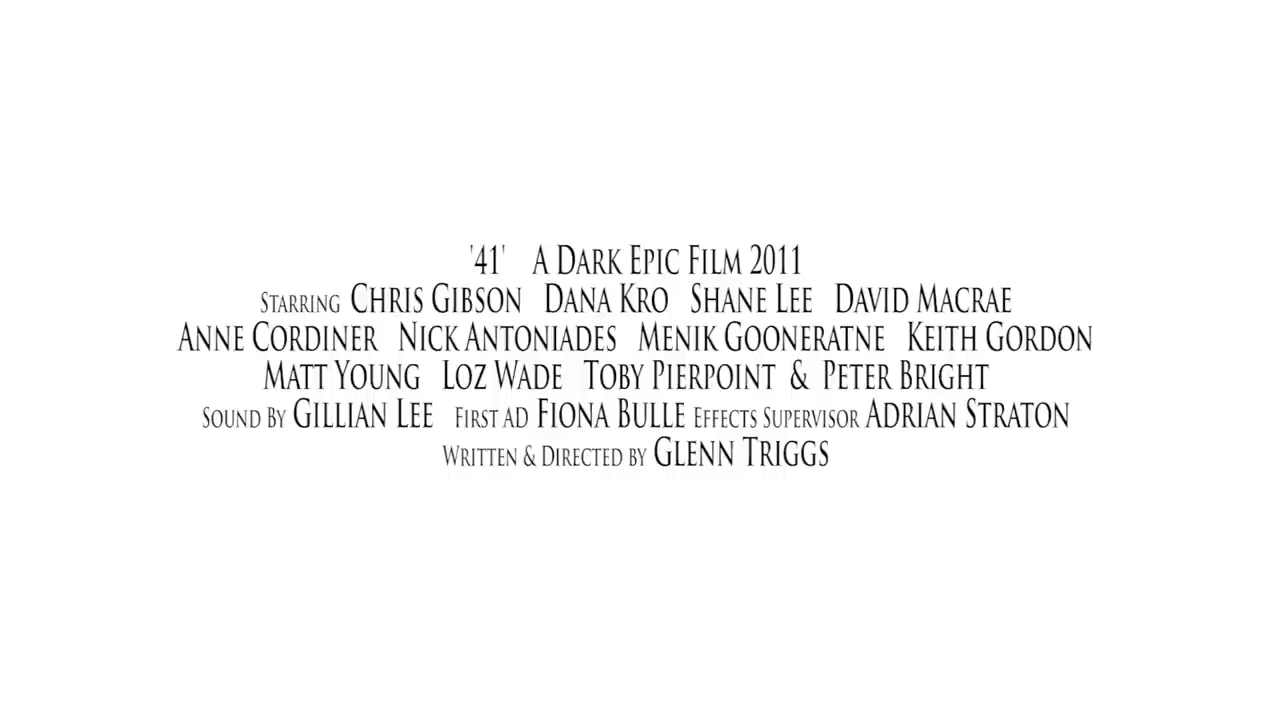 '41' A Dark Epic Film 2011
Starring Chris Gibson Dana Kro Shane Lee David Macrae
Anne Cordiner Nick Antoniades Menik Gooneratne Keith Gordon
Matt Young Loz Wade Toby Pierpoint & Peter Bright
Sound By Gillian Lee First AD Fiona Bulle Effects Supervisor Adrian Straton
Written & Directed by Glenn Triggs